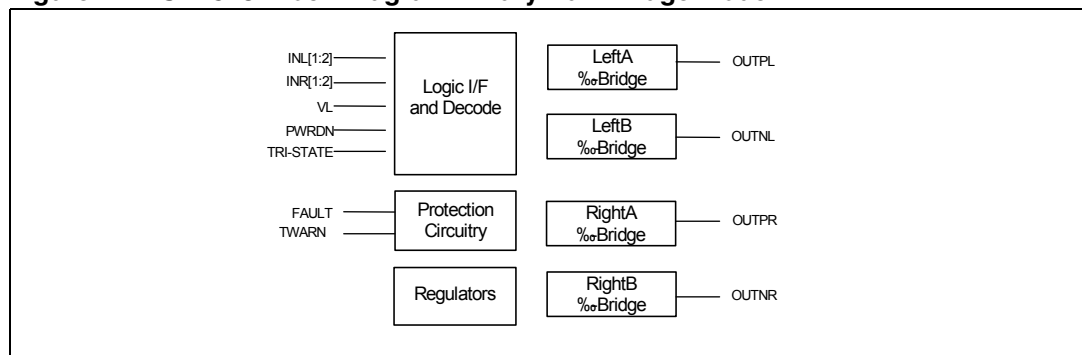 INL[1:2]
INR[1:2]
VL
PWRDN
TRI-STATE
Logic I/F
and Decode
FAULT
TWARN
Protection
Circuitry
Regulators
LeftA
‰Bridge
OUTPL
LeftB
‰Bridge
OUTNL
RightA
‰Bridge
OUTPR
RightB
‰Bridge
OUTNR